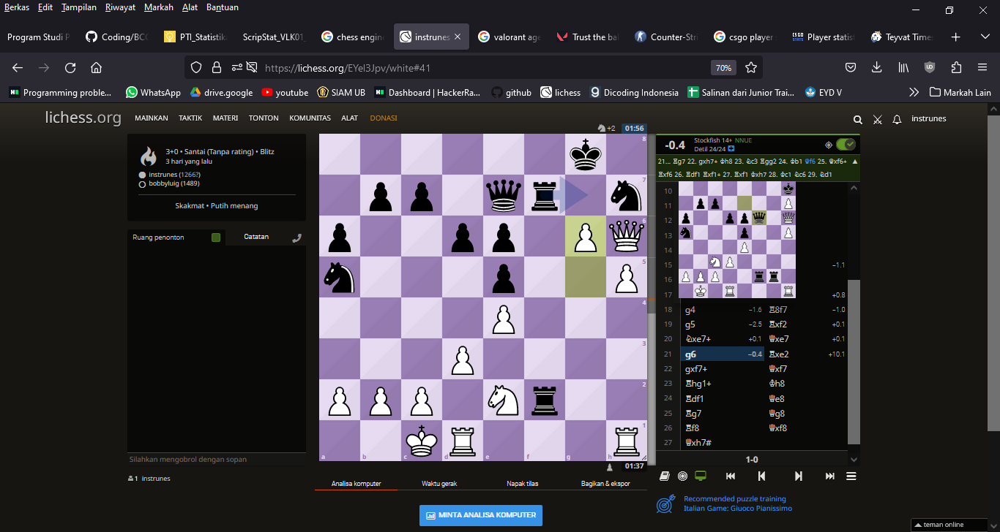 Berkas Edit Tampilan Riwayat Markah Alat Bantuan
Program Studi P
Coding/BCC
PTI_Statistika
ScripStat_VLK01_
chess engin
instrunes
valorant age
Trust the bal
Counter-Stri
csgo player
Player statist
Teyvat Time
https://lichess.org/EYel3Jpv/white#41
70%
Programming proble...
WhatsApp
drive.google
youtube
SIAM UB
Dashboard | HackerRa...
github
lichess
Dicoding Indonesia
Salinan dari Junior Trai...
EYD V
Markah Lain
lichess.org
MAINKAN TAKTIK MATERI TONTON KOMUNITAS ALAT DONASI
instrunes
3+0 • Santai (Tanpa rating) • Blitz
3 hari yang lalu
instrunes (1266?)
bobbyluig (1489)
Skakmat • Putih menang
Ruang penonton
Catatan
Silahkan mengobrol dengan sopan
1 instrunes
+2 01:56
8
7
6
5
4
3
2
1
a b c d e f g h
01:37
Analisa komputer
Waktu gerak
Napak tilas
Bagikan & ekspor
MINTA ANALISA KOMPUTER
-0.4
Stockfish 14+ NNUE
Detil 24/24
21... ♖g7 22. gxh7+ ♔h8 23. ♘c3 ♖gg2 24. ♔b1 ♕f6 25. ♕xf6+
♖xf6 26. ♖df1 ♖xf1+ 27. ♖xf1 ♔xh7 28. ♔c1 ♘c6 29. ♘d1
10
11
12
13
14
15 −1.1
16
17 +0.8
18 g4 −1.6 ♖8f7 −1.0
19 g5 −2.5 ♖xf2 +0.1
20 ♘xe7+ +0.1 ♕xe7 +0.1
21 g6 −0.4 ♖xe2 +10.1
22 gxf7+ ♕xf7
23 ♖hg1+ ♔h8
24 ♖df1 ♕e8
25 ♖g7 ♕g8
26 ♖f8 ♕xf8
27 ♕xh7#
1-0
Recommended puzzle training
Italian Game: Giuoco Pianissimo
teman online